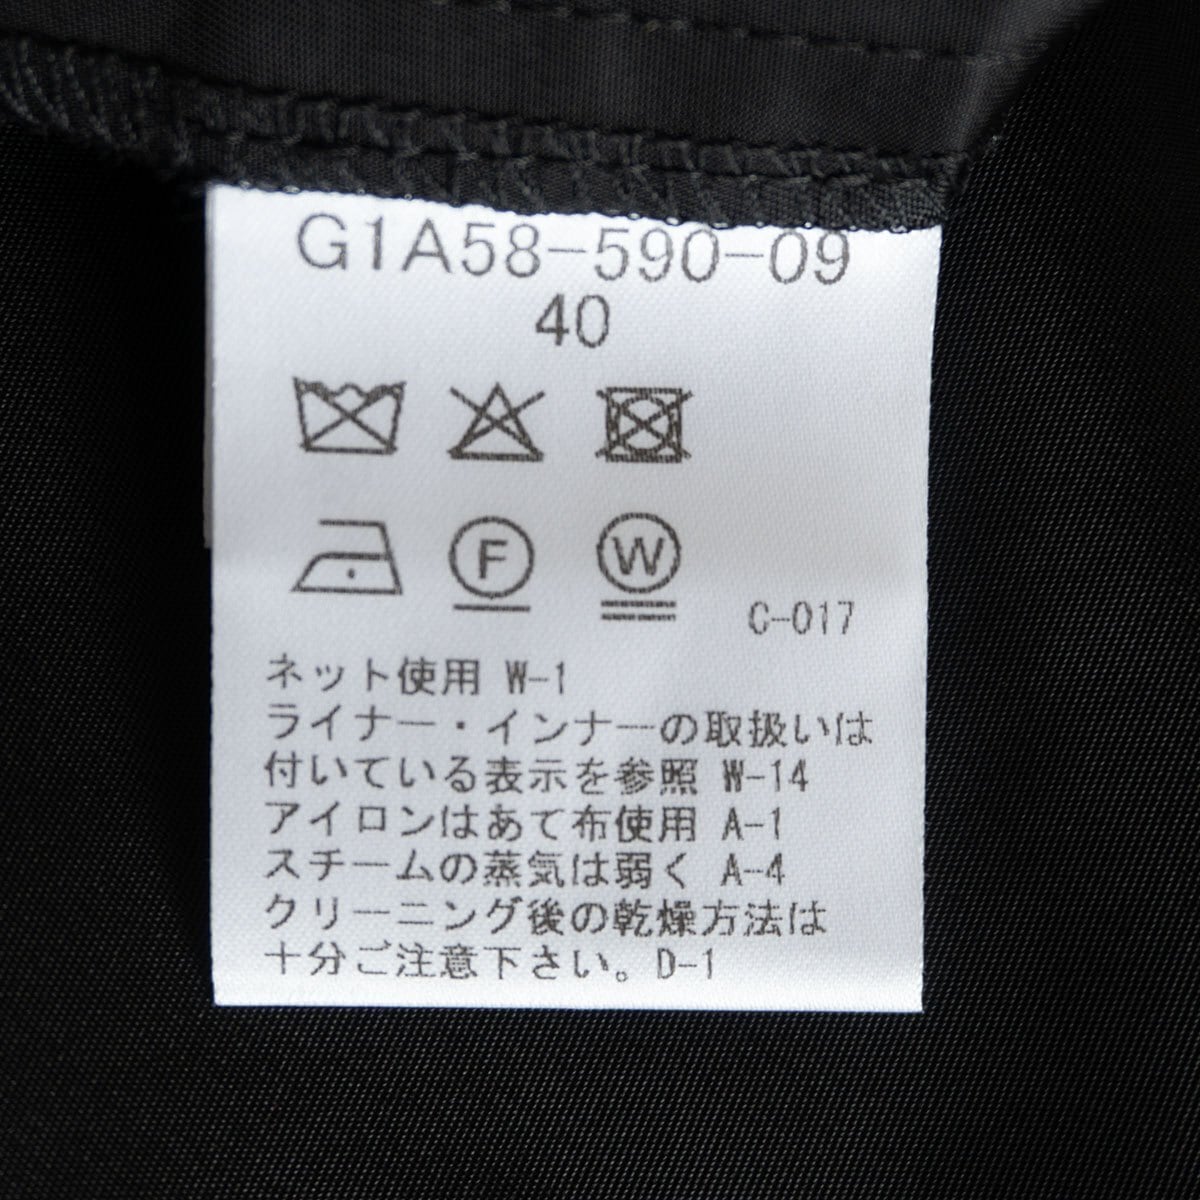 G1A58-590-09
40
F
W
C-017
ネット使用 W-1
ライナー・インナーの取扱いは
付いている表示を参照 W-14
アイロンはあて布使用 A-1
スチームの蒸気は弱く A-4
クリーニング後の乾燥方法は
十分ご注意下さい。D-1